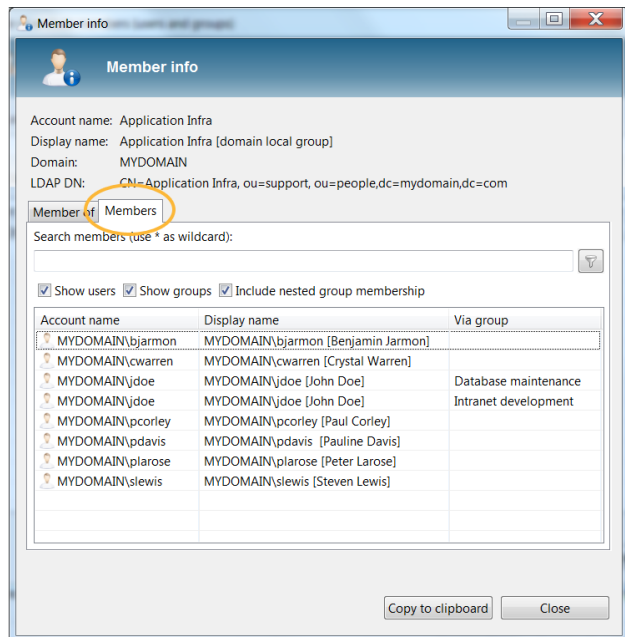 Member info
Member info
Account name: Application Infra
Display name: Application Infra [domain local group]
Domain: MYDOMAIN
LDAP DN: CN=Application Infra, ou=support, ou=people,dc=mydomain,dc=com
Member of Members
Search members (use * as wildcard):
Show users Show groups Include nested group membership
Account name Display name Via group
MYDOMAIN\bjarmon MYDOMAIN\bjarmon [Benjamin Jarmon]
MYDOMAIN\cwarren MYDOMAIN\cwarren [Crystal Warren]
MYDOMAIN\jdoe MYDOMAIN\jdoe [John Doe] Database maintenance
MYDOMAIN\jdoe MYDOMAIN\jdoe [John Doe] Intranet development
MYDOMAIN\pcorley MYDOMAIN\pcorley [Paul Corley]
MYDOMAIN\pdavis MYDOMAIN\pdavis [Pauline Davis]
MYDOMAIN\plarose MYDOMAIN\plarose [Peter Larose]
MYDOMAIN\slewis MYDOMAIN\slewis [Steven Lewis]
Copy to clipboard Close